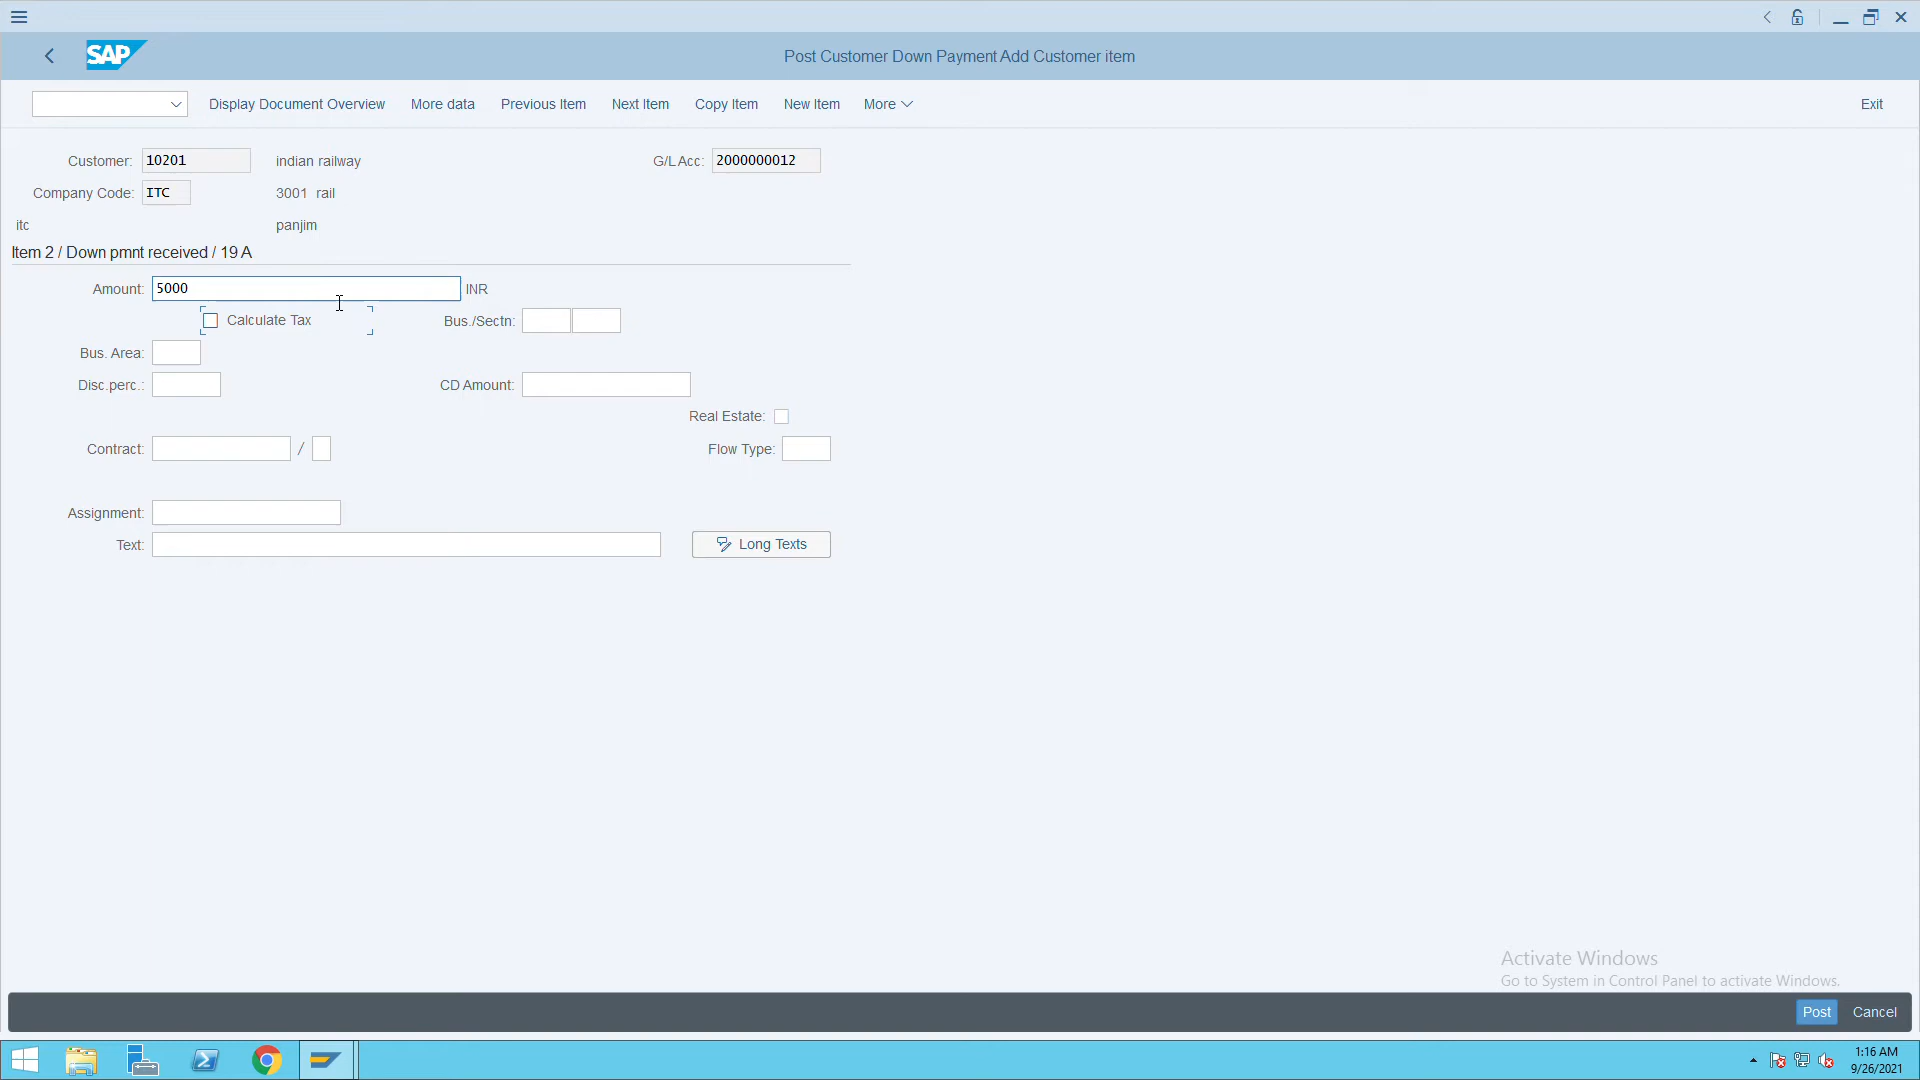 SAP Post Customer Down Payment Add Customer item
Display Document Overview More data Previous Item Next Item Copy Item New Item More Exit
Customer: 10201 indian railway G/L Acc: 2000000012
Company Code: ITC 3001 rail
itc panjim
Item 2 / Down pmnt received / 19 A
Amount: 5000 INR
Calculate Tax Bus./Sectn:
Bus. Area:
Disc.perc.: CD Amount:
Real Estate:
Contract: / Flow Type:
Assignment:
Text: Long Texts
Activate Windows
Go to System in Control Panel to activate Windows.
Post Cancel
1:16 AM
9/26/2021